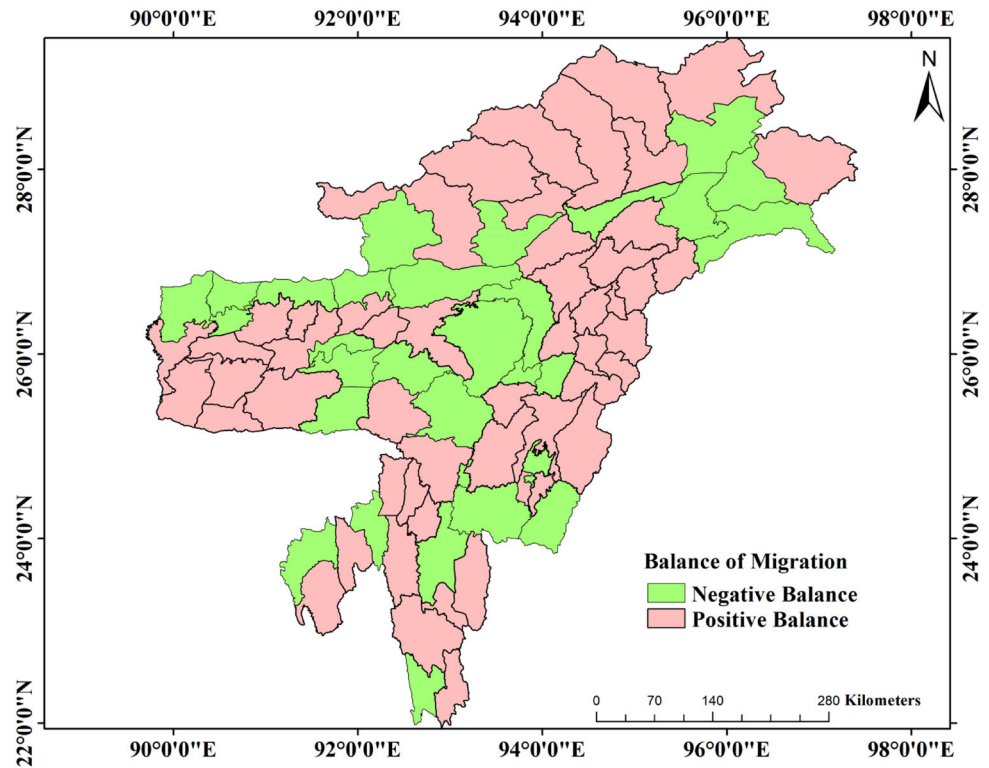 90°0'0"E 92°0'0"E 94°0'0"E 96°0'0"E 98°0'0"E
N
28°0'0"N 28°0'0"N
26°0'0"N 26°0'0"N
24°0'0"N 24°0'0"N
Balance of Migration
Negative Balance
Positive Balance
0 70 140 280 Kilometers
22°0'0"N
90°0'0"E 92°0'0"E 94°0'0"E 96°0'0"E 98°0'0"E